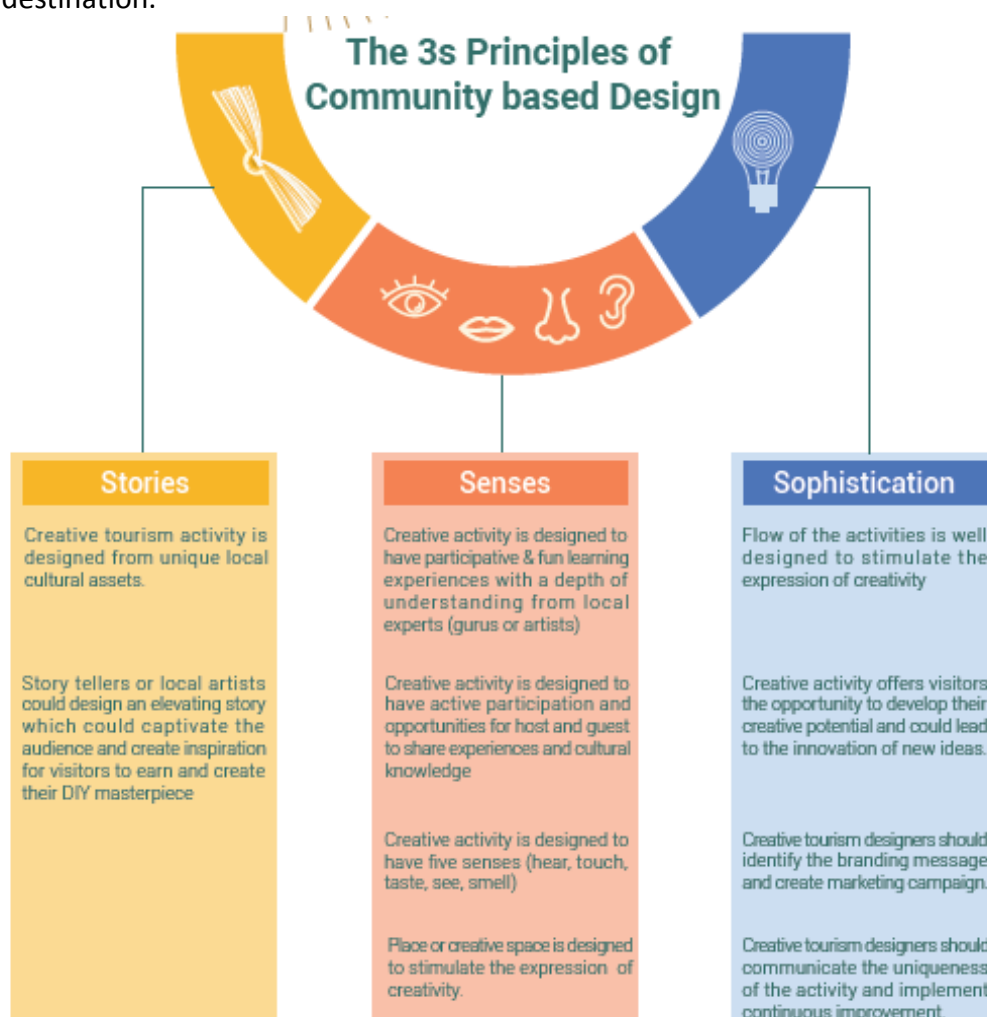 destination.
The 3s Principles of
Community based Design
Stories
Creative tourism activity is
designed from unique local
cultural assets.
Story tellers or local artists
could design an elevating story
which could captivate the
audience and create inspiration
for visitors to earn and create
their DIY masterpiece
Senses
Creative activity is designed to
have participative & fun learning
experiences with a depth of
understanding from local
experts (gurus or artists)
Creative activity is designed to
have active participation and
opportunities for host and guest
to share experiences and cultural
knowledge
Creative activity is designed to
have five senses (hear, touch,
taste, see, smell)
Place or creative space is designed
to stimulate the expression of
creativity.
Sophistication
Flow of the activities is well
designed to stimulate the
expression of creativity
Creative activity offers visitors
the opportunity to develop their
creative potential and could lead
to the innovation of new ideas.
Creative tourism designers should
identify the branding message
and create marketing campaign.
Creative tourism designers should
communicate the uniqueness
of the activity and implement
continuous improvement.